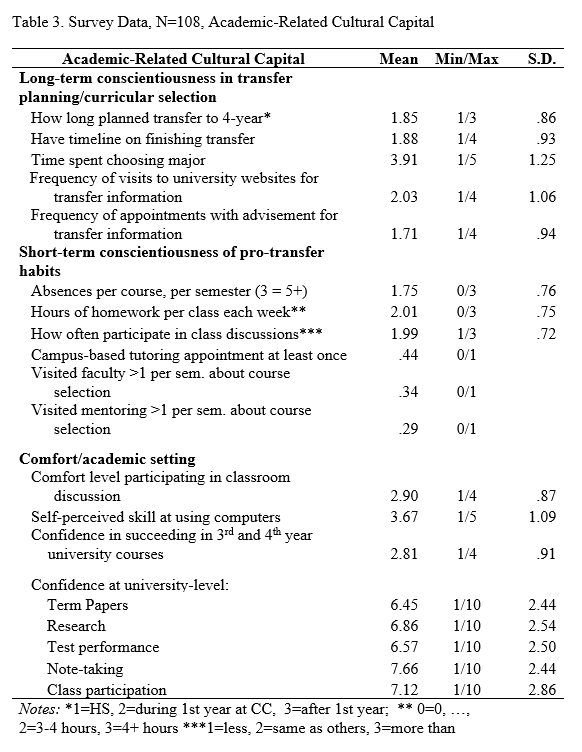 Table 3. Survey Data, N=108, Academic-Related Cultural Capital
Academic-Related Cultural Capital Mean Min/Max S.D.
Long-term conscientiousness in transfer
planning/curricular selection
How long planned transfer to 4-year* 1.85 1/3 .86
Have timeline on finishing transfer 1.88 1/4 .93
Time spent choosing major 3.91 1/5 1.25
Frequency of visits to university websites for
transfer information 2.03 1/4 1.06
Frequency of appointments with advisement for
transfer information 1.71 1/4 .94
Short-term conscientiousness of pro-transfer
habits
Absences per course, per semester (3 = 5+) 1.75 0/3 .76
Hours of homework per class each week** 2.01 0/3 .75
How often participate in class discussions*** 1.99 1/3 .72
Campus-based tutoring appointment at least once .44 0/1
Visited faculty >1 per sem. about course
selection .34 0/1
Visited mentoring >1 per sem. about course
selection .29 0/1
Comfort/academic setting
Comfort level participating in classroom
discussion 2.90 1/4 .87
Self-perceived skill at using computers 3.67 1/5 1.09
Confidence in succeeding in 3rd and 4th year
university courses 2.81 1/4 .91
Confidence at university-level:
Term Papers 6.45 1/10 2.44
Research 6.86 1/10 2.54
Test performance 6.57 1/10 2.50
Note-taking 7.66 1/10 2.44
Class participation 7.12 1/10 2.86
Notes: *1=HS, 2=during 1st year at CC, 3=after 1st year; ** 0=0, …,
2=3-4 hours, 3=4+ hours ***1=less, 2=same as others, 3=more than